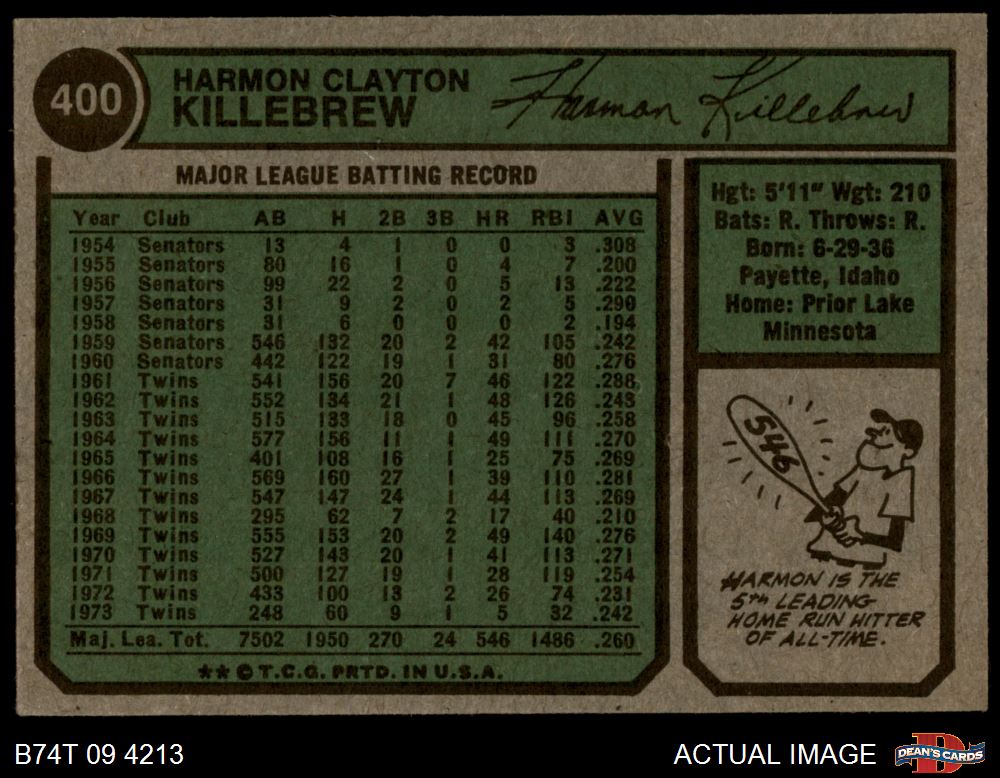 400
HARMON CLAYTON
KILLEBREW
Harmon Killebrew
MAJOR LEAGUE BATTING RECORD
Year Club AB H 2B 3B HR RBI AVG
1954 Senators 13 4 1 0 0 3 .308
1955 Senators 80 16 1 0 4 7 .200
1956 Senators 99 22 2 0 5 13 .222
1957 Senators 31 9 2 0 2 5 .290
1958 Senators 31 6 0 0 0 2 .194
1959 Senators 546 132 20 2 42 105 .242
1960 Senators 442 122 19 1 31 80 .276
1961 Twins 541 156 20 7 46 122 .288
1962 Twins 552 134 21 1 48 126 .243
1963 Twins 515 133 18 0 45 96 .258
1964 Twins 577 156 11 1 49 111 .270
1965 Twins 401 108 16 1 25 75 .269
1966 Twins 569 160 27 1 39 110 .281
1967 Twins 547 147 24 1 44 113 .269
1968 Twins 295 62 7 2 17 40 .210
1969 Twins 555 153 20 2 49 140 .276
1970 Twins 527 143 20 1 41 113 .271
1971 Twins 500 127 19 1 28 119 .254
1972 Twins 433 100 13 2 26 74 .231
1973 Twins 248 60 9 1 5 32 .242
Maj. Lea. Tot. 7502 1950 270 24 546 1486 .260
** © T.C.G. PRTD. IN U.S.A.
Hgt: 5'11" Wgt: 210
Bats: R. Throws: R.
Born: 6-29-36
Payette, Idaho
Home: Prior Lake
Minnesota
546
HARMON IS THE
5TH LEADING
HOME RUN HITTER
OF ALL-TIME.
B74T 09 4213
ACTUAL IMAGE
DEAN'S CARDS